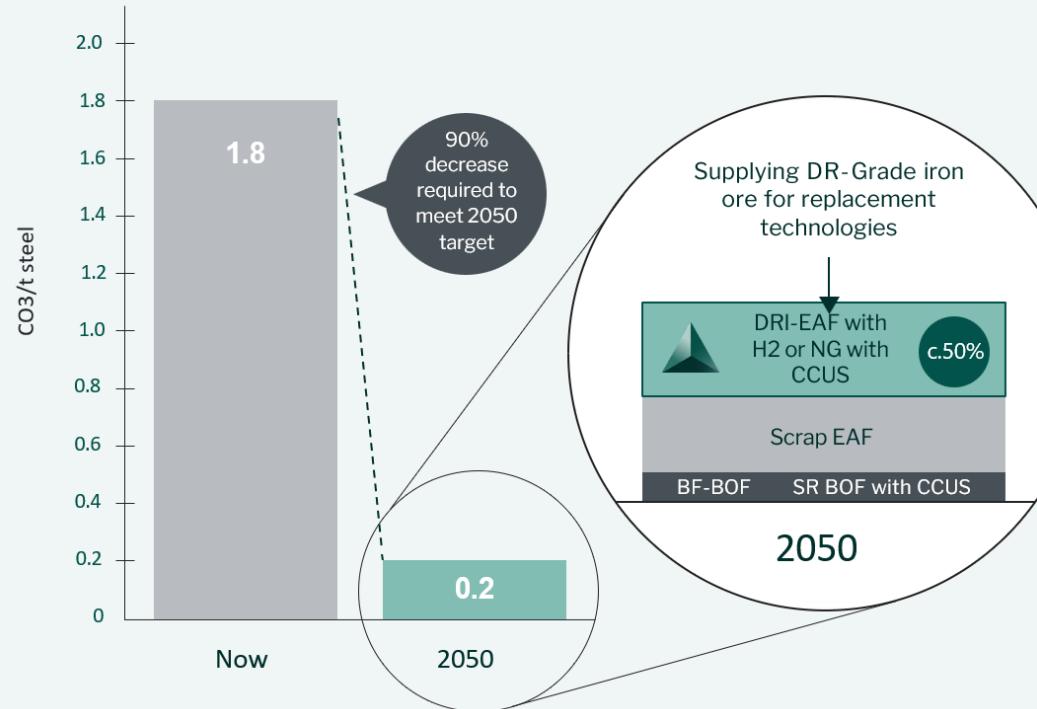 CO3/t steel
2.0
1.8
1.6
1.4
1.2
1.0
0.8
0.6
0.4
0.2
0
1.8
0.2
Now
2050
90%
decrease
required to
meet 2050
target
Supplying DR-Grade iron
ore for replacement
technologies
DRI-EAF with
H2 or NG with
CCUS
c.50%
Scrap EAF
BF-BOF SR BOF with CCUS
2050